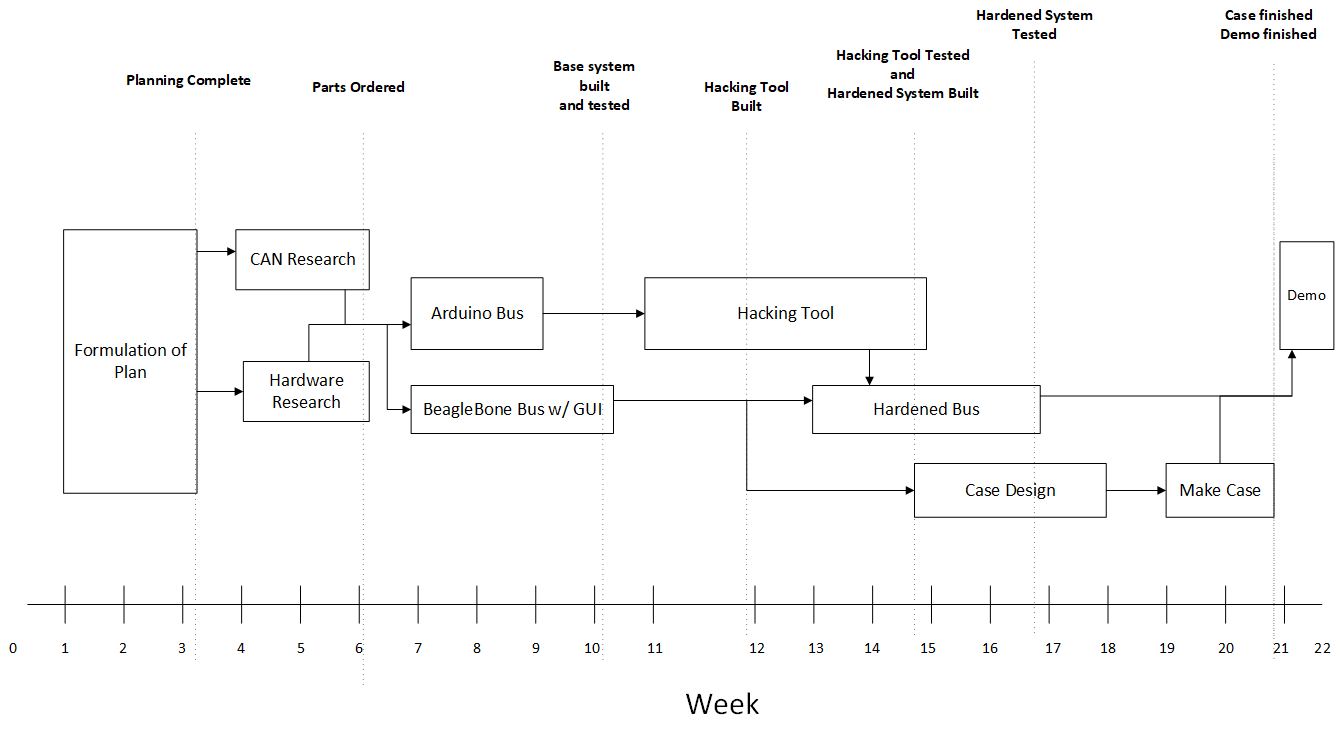 Hardened System
Tested
Case finished
Demo finished
Hacking Tool Tested
and
Hardened System Built
Base system
built
and tested
Planning Complete
Parts Ordered
Hacking Tool
Built
Formulation of
Plan
CAN Research
Hardware
Research
Arduino Bus
BeagleBone Bus w/ GUI
Hacking Tool
Hardened Bus
Case Design
Make Case
Demo
0 1 2 3 4 5 6 7 8 9 10 11 12 13 14 15 16 17 18 19 20 21 22
Week